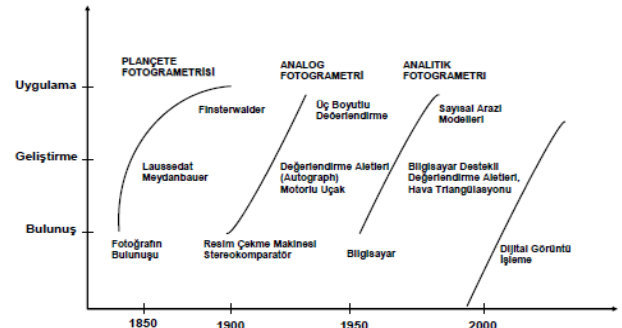 PLANÇETE
FOTOGRAMETRİSİ
ANALOG
FOTOGRAMETRİ
ANALITIK
FOTOGRAMETRI
Uygulama
Finsterwalder
Üç Boyutlu
Değerlendirme
Sayısal Arazi
Modelleri
Geliştirme
Laussedat
Meydanbauer
Değerlendirme Aletleri
(Autograph)
Motorlu Uçak
Bilgisayar Destekli
Değerlendirme Aletleri,
Hava Triangülasyonu
Bulunuş
Fotoğrafın
Bulunuşu
Resim Çekme Makinesi
Stereokomparatör
Bilgisayar
Dijital Görüntü
İşleme
1850
1900
1950
2000